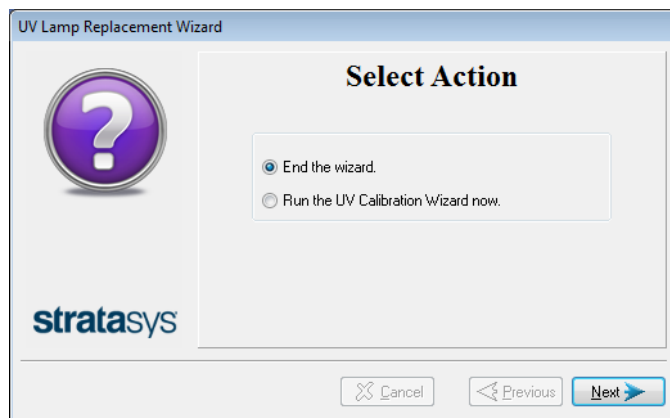 UV Lamp Replacement Wizard
?
Select Action
End the wizard.
Run the UV Calibration Wizard now.
stratasys
Cancel
Previous
Next